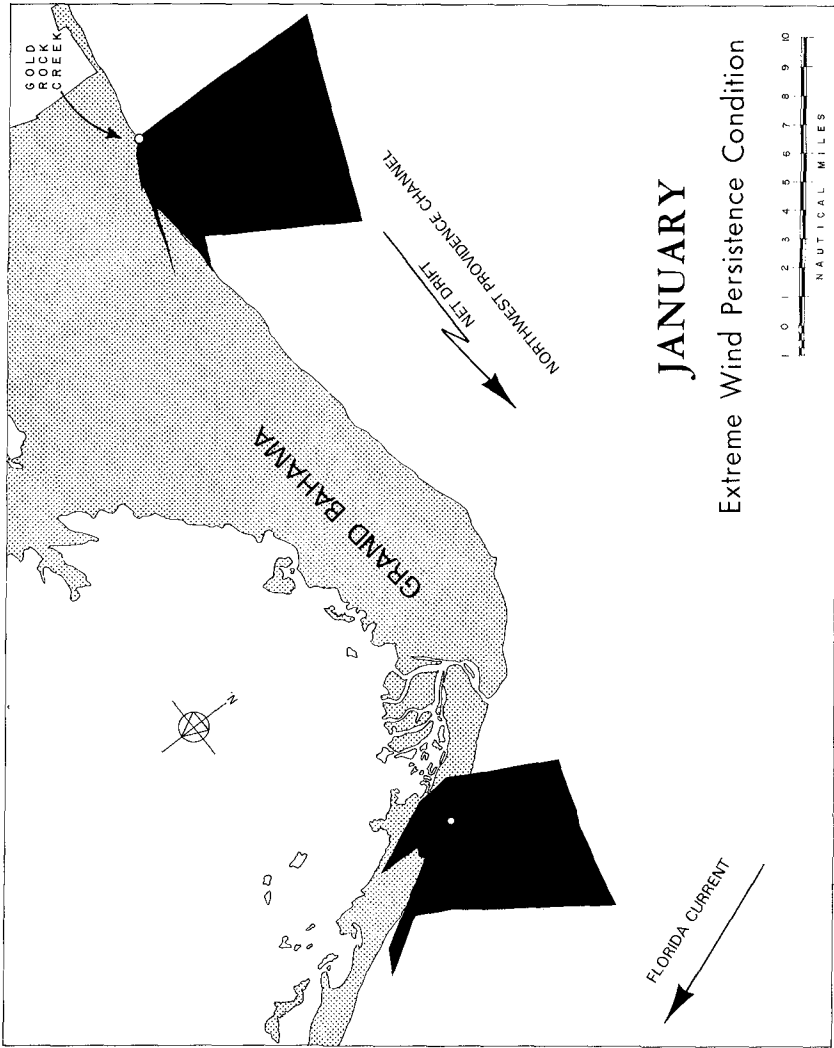 GOLD
ROCK
CREEK
NORTHWEST PROVIDENCE CHANNEL
NET DRIFT
GRAND BAHAMA
N
FLORIDA CURRENT
JANUARY
Extreme Wind Persistence Condition
1 0 1 2 3 4 5 6 7 8 9 10
NAUTICAL MILES